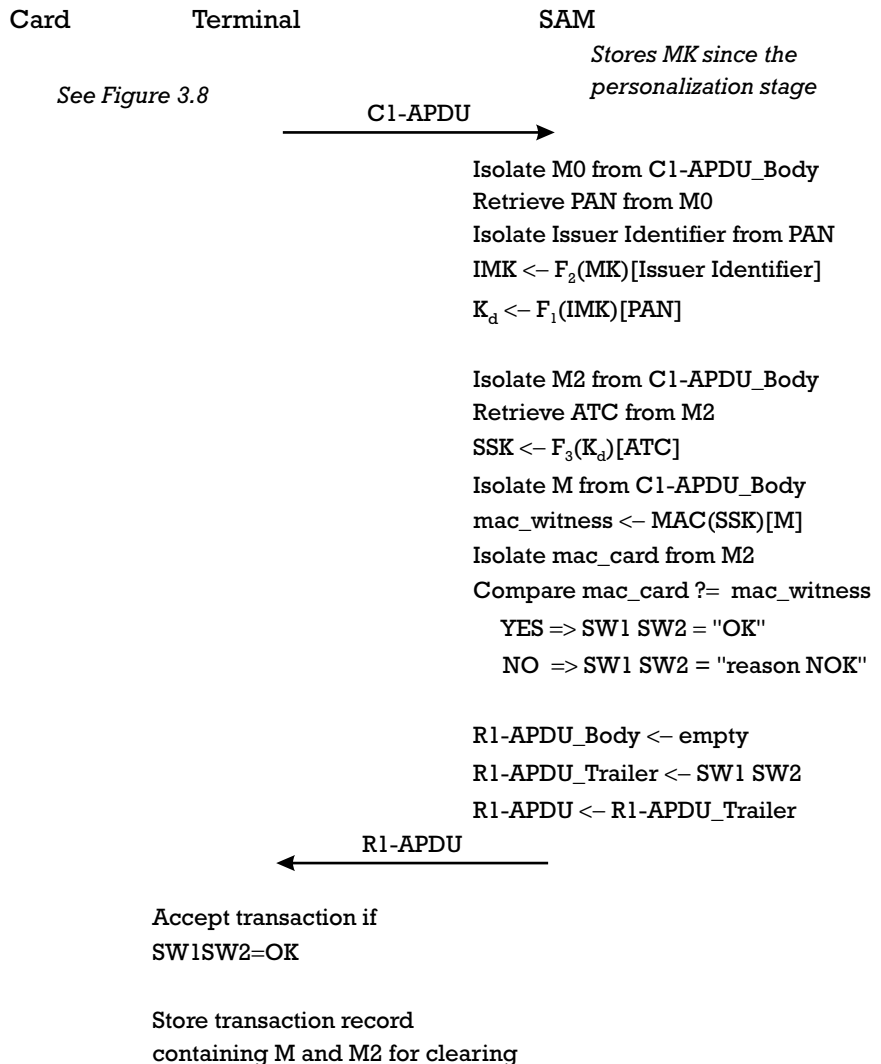 Card Terminal SAM
Stores MK since the
personalization stage
See Figure 3.8
C1-APDU
Isolate M0 from C1-APDU_Body
Retrieve PAN from M0
Isolate Issuer Identifier from PAN
IMK <– F₂(MK)[Issuer Identifier]
K_d <– F₁(IMK)[PAN]
Isolate M2 from C1-APDU_Body
Retrieve ATC from M2
SSK <– F₃(K_d)[ATC]
Isolate M from C1-APDU_Body
mac_witness <– MAC(SSK)[M]
Isolate mac_card from M2
Compare mac_card ?= mac_witness
YES => SW1 SW2 = "OK"
NO => SW1 SW2 = "reason NOK"
R1-APDU_Body <– empty
R1-APDU_Trailer <– SW1 SW2
R1-APDU <– R1-APDU_Trailer
R1-APDU
Accept transaction if
SW1SW2=OK
Store transaction record
containing M and M2 for clearing